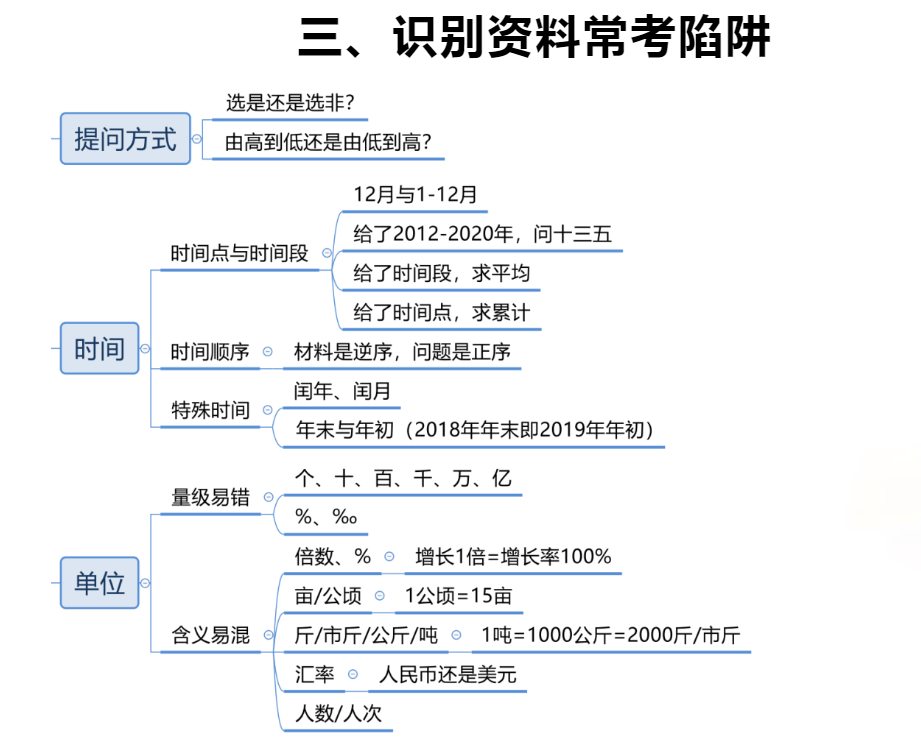 三、识别资料常考陷阱
提问方式
选是还是选非?
由高到低还是由低到高?
时间
时间点与时间段
12月与1-12月
给了2012-2020年，问十三五
给了时间段，求平均
给了时间点，求累计
时间顺序
材料是逆序，问题是正序
特殊时间
闰年、闰月
年末与年初（2018年年末即2019年年初）
单位
量级易错
个、十、百、千、万、亿
%、‰
含义易混
倍数、%
增长1倍=增长率100%
亩/公顷
1公顷=15亩
斤/市斤/公斤/吨
1吨=1000公斤=2000斤/市斤
汇率
人民币还是美元
人数/人次